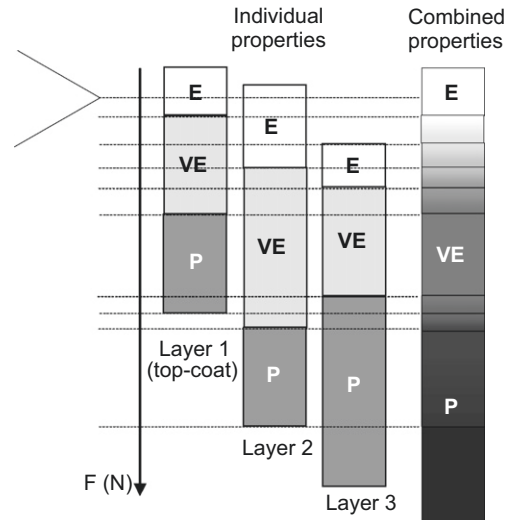 Individual
properties
Combined
properties
E
E
E
E
VE
VE
VE
VE
P
P
P
P
Layer 1
(top-coat)
Layer 2
Layer 3
F (N)